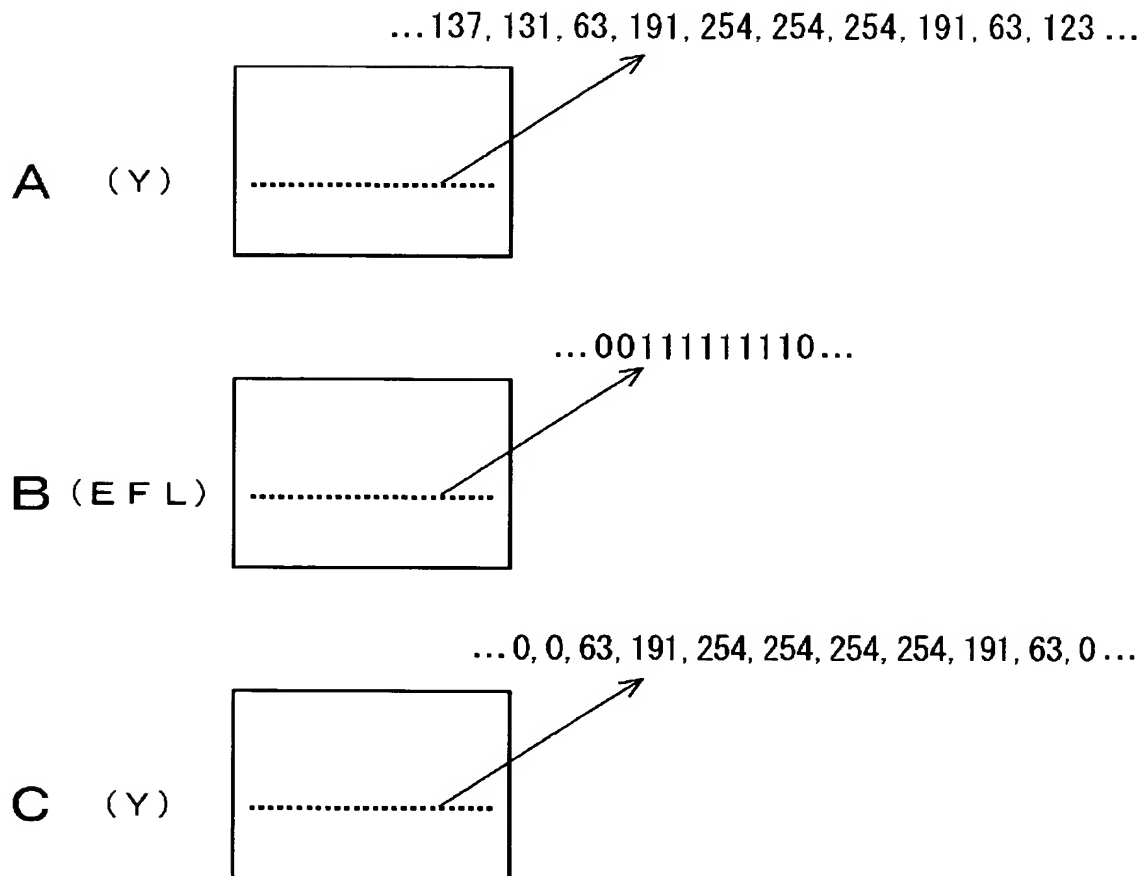 ...137, 131, 63, 191, 254, 254, 254, 191, 63, 123 ...
A (Y)
...00111111110...
B (EFL)
...0, 0, 63, 191, 254, 254, 254, 254, 191, 63, 0 ...
C (Y)